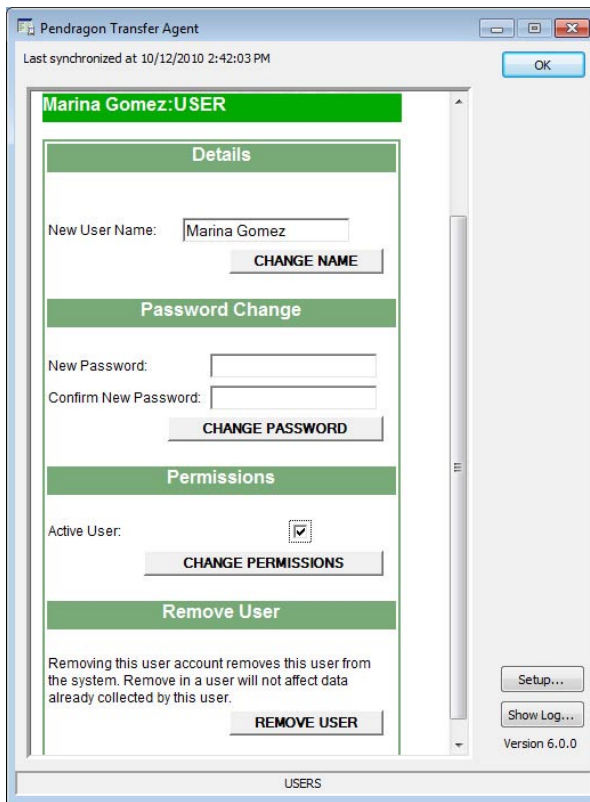 Pendragon Transfer Agent
Last synchronized at 10/12/2010 2:42:03 PM
OK
Marina Gomez:USER
Details
New User Name: Marina Gomez
CHANGE NAME
Password Change
New Password:
Confirm New Password:
CHANGE PASSWORD
Permissions
Active User:
CHANGE PERMISSIONS
Remove User
Removing this user account removes this user from
the system. Remove in a user will not affect data
already collected by this user.
REMOVE USER
Setup...
Show Log...
Version 6.0.0
USERS